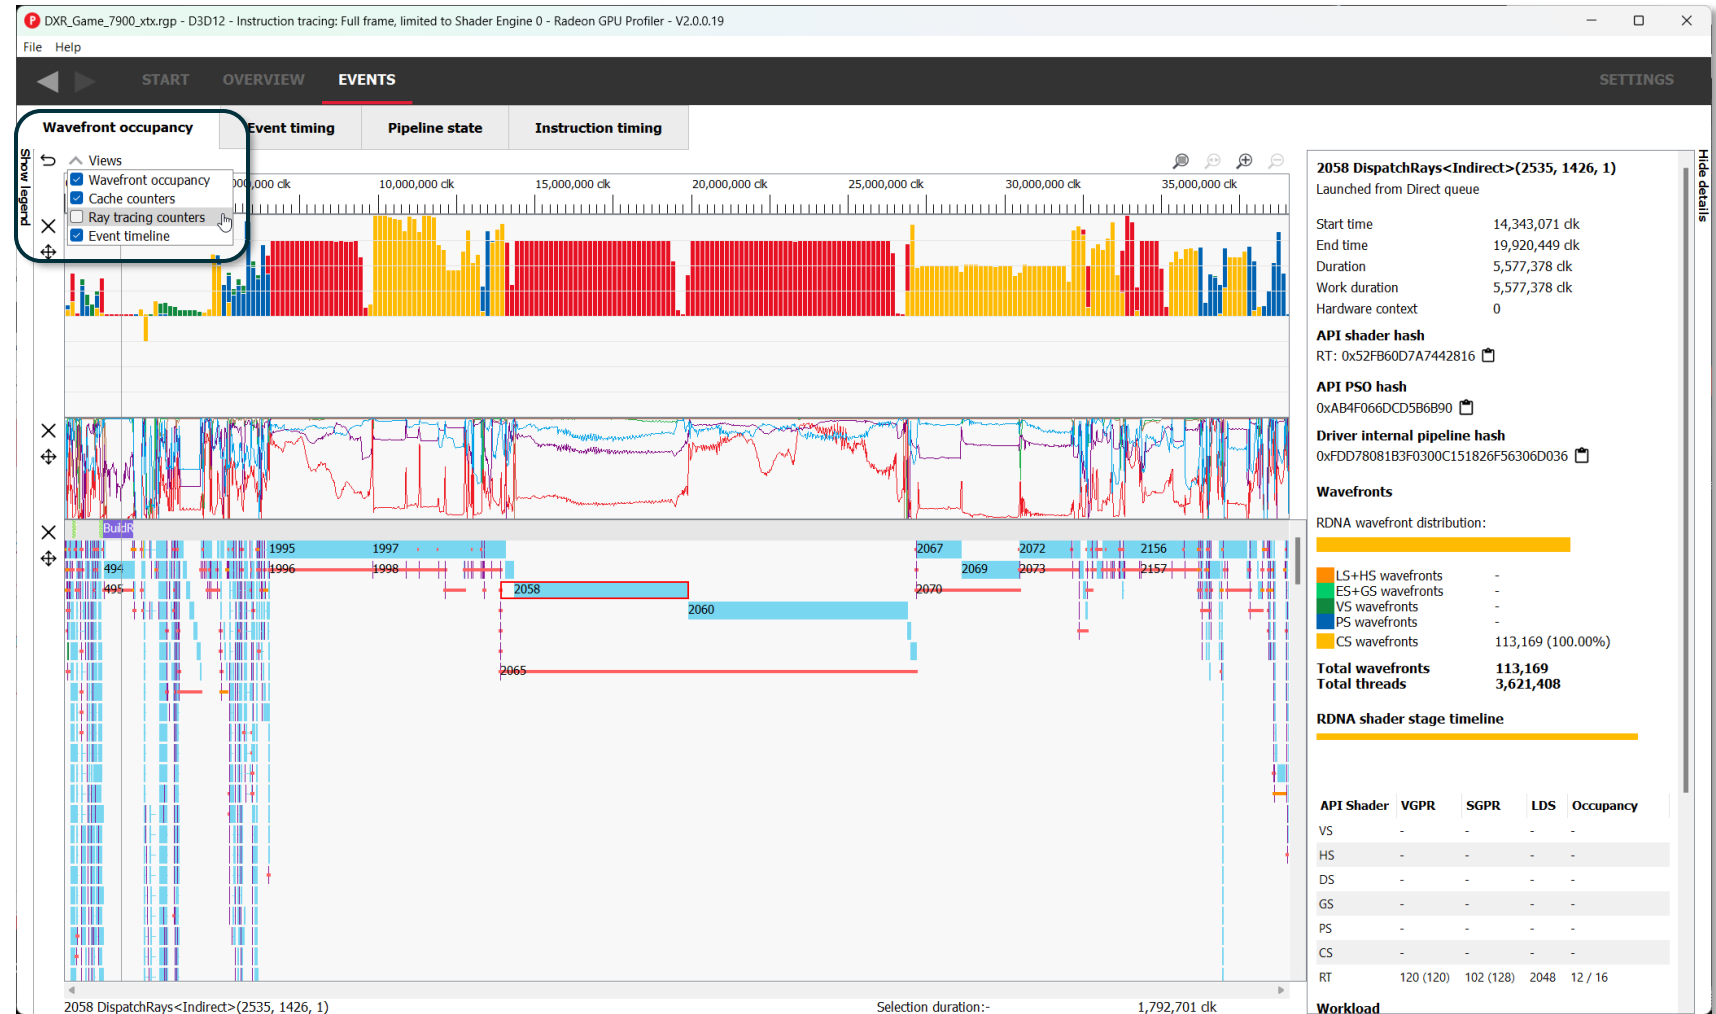 DXR_Game_7900_xtx.rgp - D3D12 - Instruction tracing: Full frame, limited to Shader Engine 0 - Radeon GPU Profiler - V2.0.0.19
File Help
START OVERVIEW EVENTS SETTINGS
Wavefront occupancy Event timing Pipeline state Instruction timing
Show legend
Views
Wavefront occupancy
Cache counters
Ray tracing counters
Event timeline
000 clk 10,000,000 clk 15,000,000 clk 20,000,000 clk 25,000,000 clk 30,000,000 clk 35,000,000 clk
BuildR
1995 1997 2067 2072 2156
494 1996 1998 2069 2073 2157
495 2058 2070
2060
2065
2058 DispatchRays<Indirect>(2535, 1426, 1) Selection duration:- 1,792,701 clk
Hide details
2058 DispatchRays<Indirect>(2535, 1426, 1)
Launched from Direct queue
Start time 14,343,071 clk
End time 19,920,449 clk
Duration 5,577,378 clk
Work duration 5,577,378 clk
Hardware context 0
API shader hash
RT: 0x52FB60D7A7442816
API PSO hash
0xAB4F066DCD5B6B90
Driver internal pipeline hash
0xFDD78081B3F0300C151826F56306D036
Wavefronts
RDNA wavefront distribution:
LS+HS wavefronts -
ES+GS wavefronts -
VS wavefronts -
PS wavefronts -
CS wavefronts 113,169 (100.00%)
Total wavefronts 113,169
Total threads 3,621,408
RDNA shader stage timeline
API Shader VGPR SGPR LDS Occupancy
VS - - - -
HS - - - -
DS - - - -
GS - - - -
PS - - - -
CS - - - -
RT 120 (120) 102 (128) 2048 12 / 16
Workload